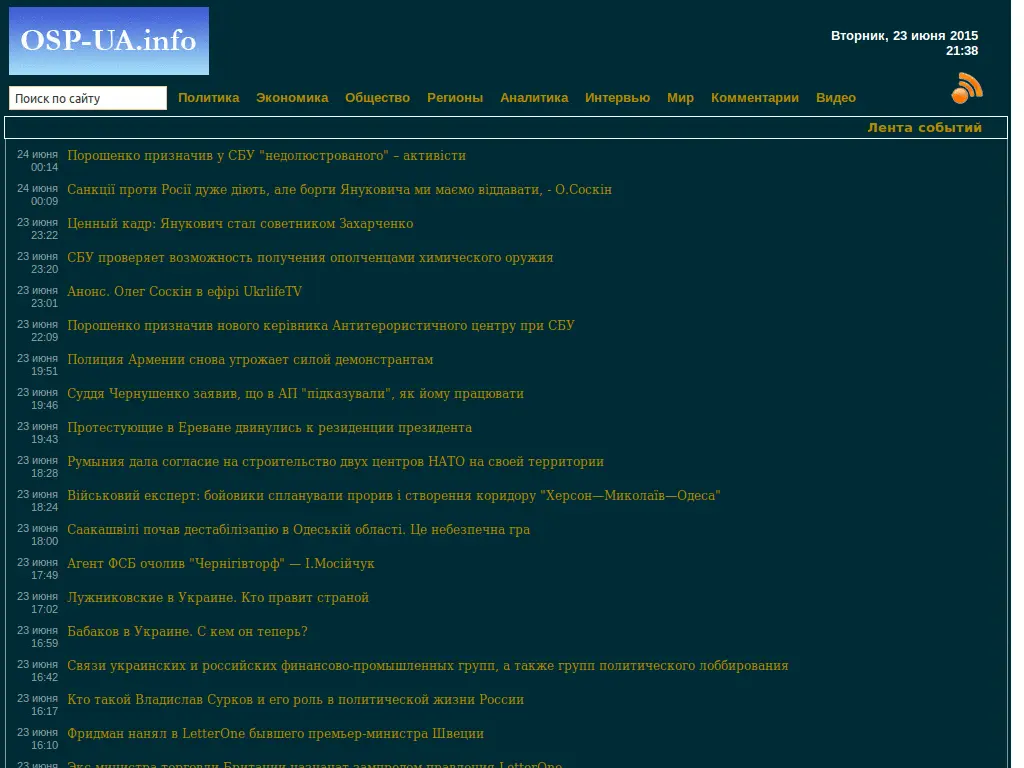 OSP-UA.info
Вторник, 23 июня 2015
21:38
Поиск по сайту
Политика Экономика Общество Регионы Аналитика Интервью Мир Комментарии Видео
Лента событий
24 июня Порошенко призначив у СБУ "недолюстрованого" – активісти
00:14
24 июня Санкції проти Росії дуже діють, але борги Януковича ми маємо віддавати, - О.Соскін
00:09
23 июня Ценный кадр: Янукович стал советником Захарченко
23:22
23 июня СБУ проверяет возможность получения ополченцами химического оружия
23:20
23 июня Анонс. Олег Соскін в ефірі UkrlifeTV
23:01
23 июня Порошенко призначив нового керівника Антитерористичного центру при СБУ
22:09
23 июня Полиция Армении снова угрожает силой демонстрантам
19:51
23 июня Суддя Чернушенко заявив, що в АП "підказували", як йому працювати
19:46
23 июня Протестующие в Ереване двинулись к резиденции президента
19:43
23 июня Румыния дала согласие на строительство двух центров НАТО на своей территории
18:28
23 июня Військовий експерт: бойовики спланували прорив і створення коридору "Херсон—Миколаїв—Одеса"
18:24
23 июня Саакашвілі почав дестабілізацію в Одеській області. Це небезпечна гра
18:00
23 июня Агент ФСБ очолив "Чернігівторф" — І.Мосійчук
17:49
23 июня Лужниковские в Украине. Кто правит страной
17:02
23 июня Бабаков в Украине. С кем он теперь?
16:59
23 июня Связи украинских и российских финансово-промышленных групп, а также групп политического лоббирования
16:42
23 июня Кто такой Владислав Сурков и его роль в политической жизни России
16:17
23 июня Фридман нанял в LetterOne бывшего премьер-министра Швеции
16:10
23 июня Экс-министра торговли Британии назначат зампредом правления LetterOne